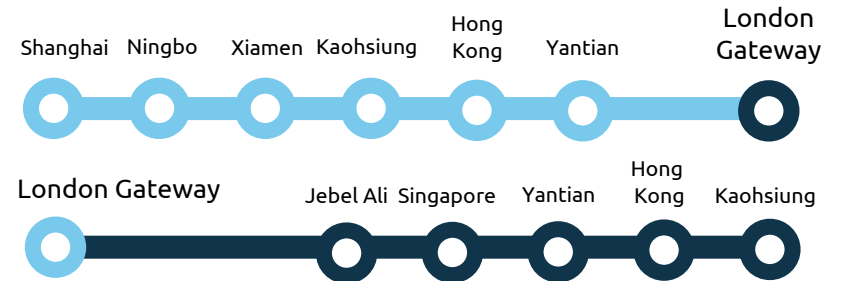 Shanghai Ningbo Xiamen Kaohsiung Hong Kong Yantian London Gateway
London Gateway Jebel Ali Singapore Yantian Hong Kong Kaohsiung